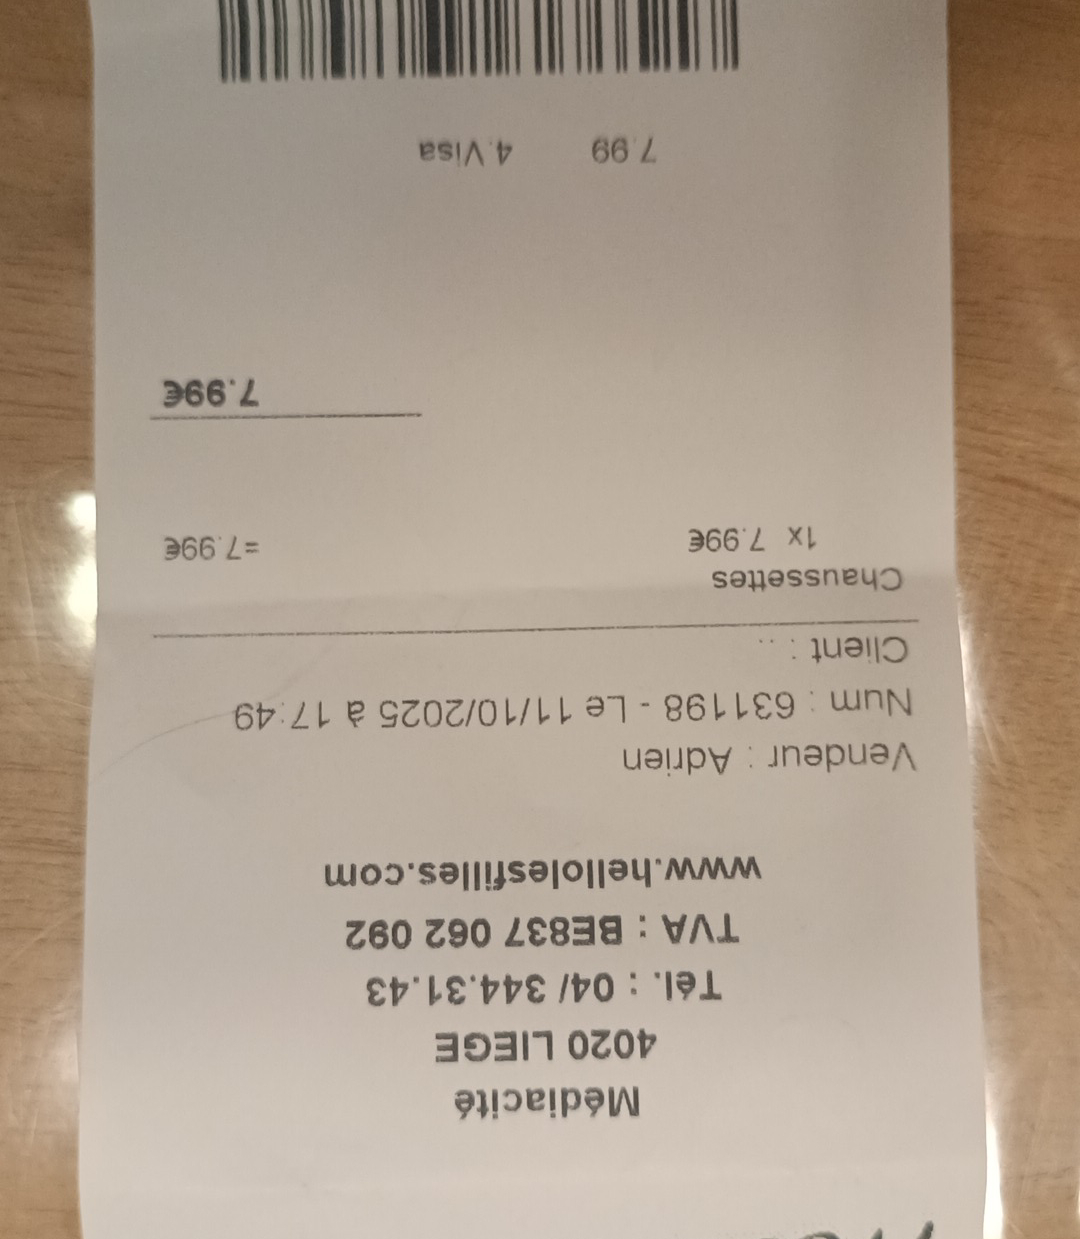 Médiacité
4020 LIEGE
Tél. : 04/ 344.31.43
TVA : BE837 062 092
www.hellolesfilles.com
Vendeur : Adrien
Num : 631198 - Le 11/10/2025 à 17:49
Client : ..
Chaussettes
1x 7.99€ =7.99€
7.99€
7.99 4.Visa